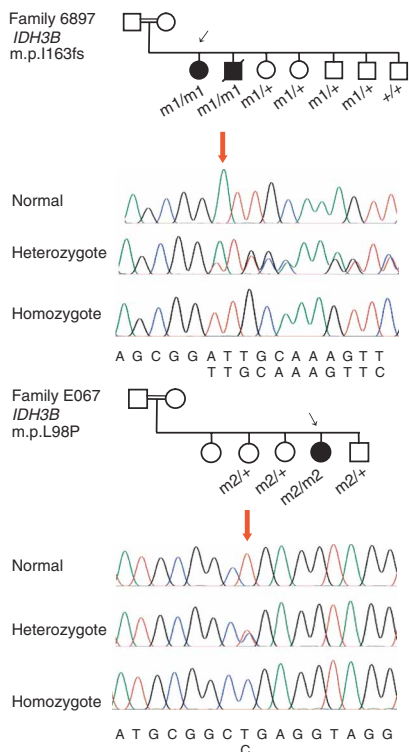 Family 6897
IDH3B
m.p.I163fs
m1/m1 m1/m1 m1/+ m1/+ m1/+ m1/+ +/+
Normal
Heterozygote
Homozygote
A G C G G A T T G C A A A G T T
T T G C A A A G T T C
Family E067
IDH3B
m.p.L98P
m2/+ m2/+ m2/m2 m2/+
Normal
Heterozygote
Homozygote
A T G C G G C T G A G G T A G G
C